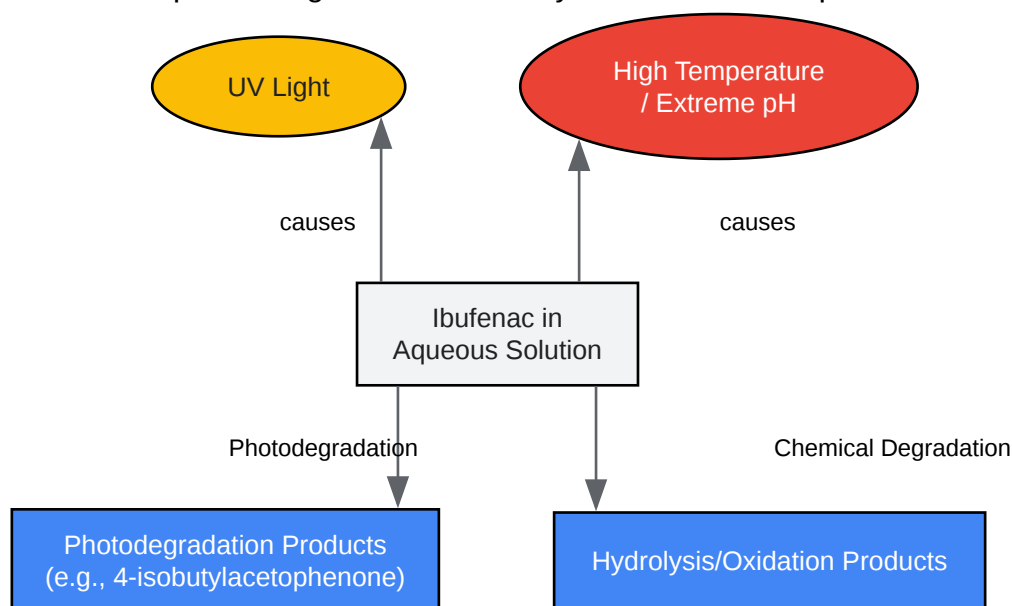 UV Light
High Temperature
/ Extreme pH
causes
causes
Ibufenac in
Aqueous Solution
Photodegradation
Chemical Degradation
Photodegradation Products
(e.g., 4-isobutylacetophenone)
Hydrolysis/Oxidation Products